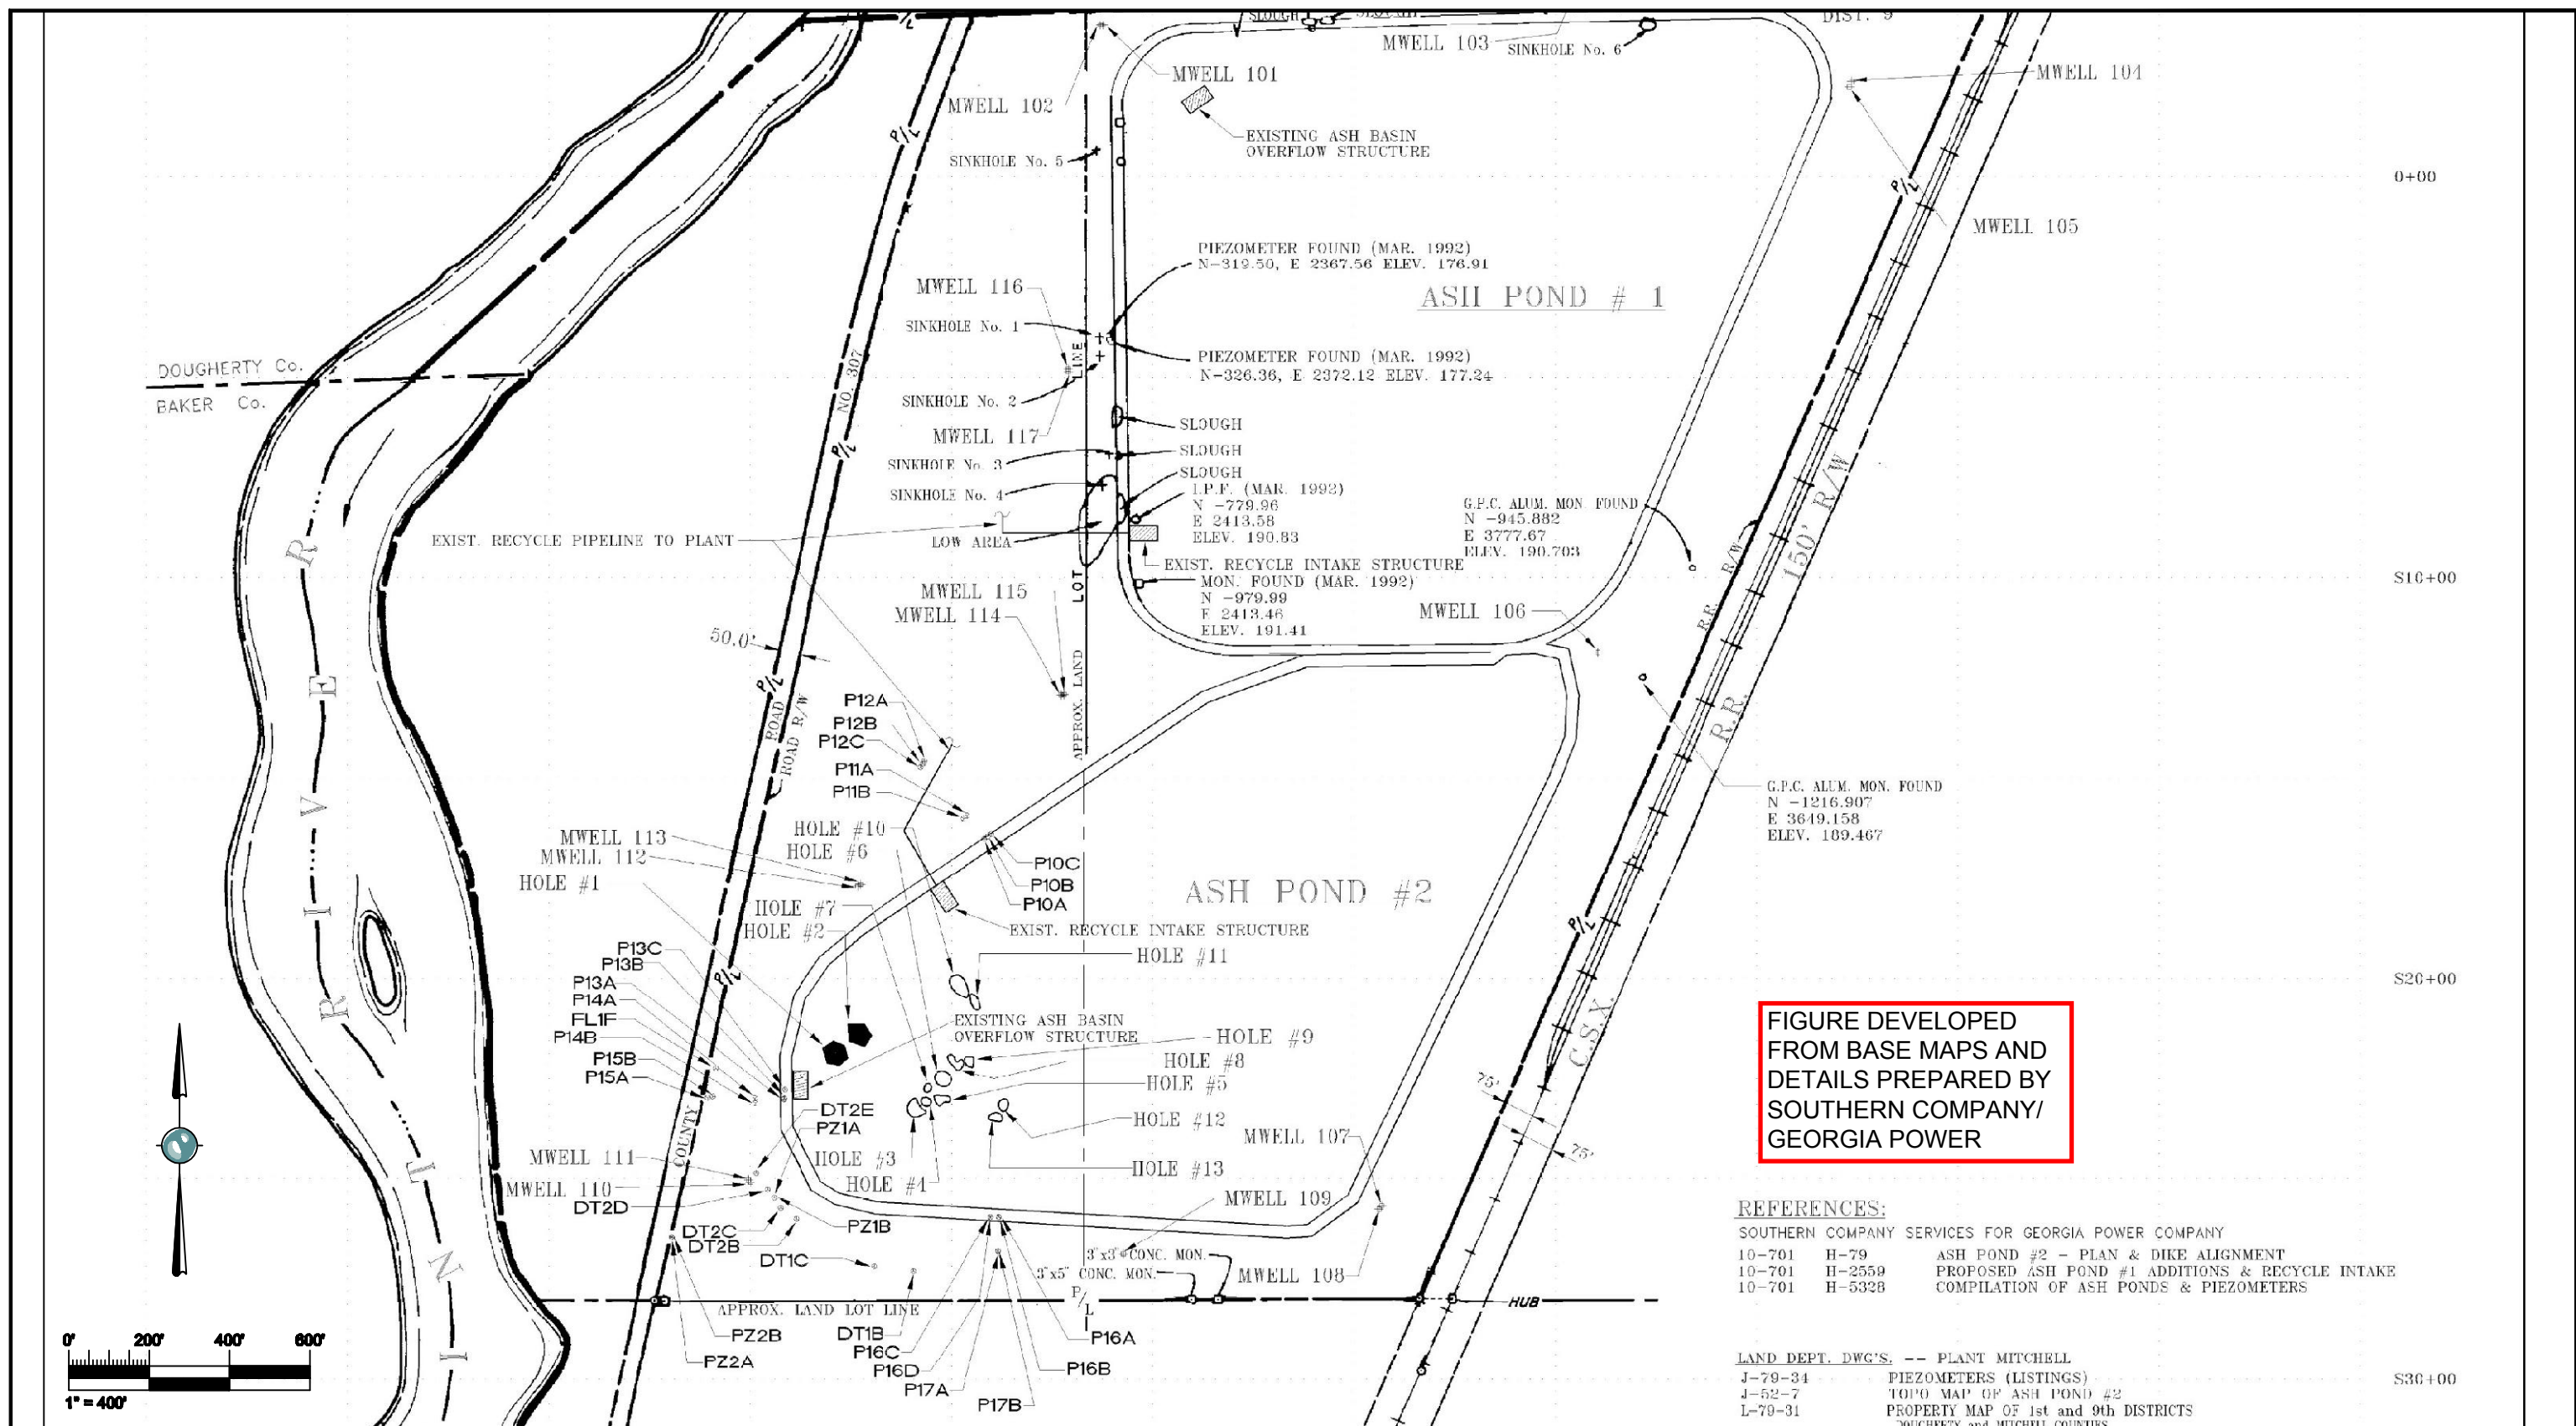 SLOUGH
DIST. 9
MWELL 103
SINKHOLE No. 6
MWELL 101
MWELL 102
MWELL 104
EXISTING ASH BASIN
OVERFLOW STRUCTURE
SINKHOLE No. 5
P/L
P/L
P/L
0+00
MWELL 105
PIEZOMETER FOUND (MAR. 1992)
N-319.50, E 2367.56 ELEV. 176.91
MWELL 116
ASH POND # 1
SINKHOLE No. 1
PIEZOMETER FOUND (MAR. 1992)
N-326.36, E 2372.12 ELEV. 177.24
DOUGHERTY Co.
BAKER Co.
NO. 307
LINE
SINKHOLE No. 2
MWELL 117
SLOUGH
SLOUGH
SLOUGH
P/L
SINKHOLE No. 3
SINKHOLE No. 4
I.P.F. (MAR. 1992)
N -779.96
E 2413.58
ELEV. 190.83
G.P.C. ALUM. MON. FOUND
N -945.882
E 3777.67
ELEV. 190.703
150' R/W
EXIST. RECYCLE PIPELINE TO PLANT
LOW AREA
EXIST. RECYCLE INTAKE STRUCTURE
R.R. R/W
S10+00
MON. FOUND (MAR. 1992)
N -979.99
E 2413.46
ELEV. 191.41
LOT
MWELL 115
MWELL 114
MWELL 106
50.0'
APPROX. LAND
P/L
ROAD
ROAD R/W
R.R.
P12A
P12B
P12C
P11A
P11B
G.P.C. ALUM. MON. FOUND
N -1216.907
E 3649.158
ELEV. 189.467
HOLE #10
HOLE #6
MWELL 113
MWELL 112
HOLE #1
P10C
P10B
P10A
ASH POND #2
HOLE #7
HOLE #2
EXIST. RECYCLE INTAKE STRUCTURE
P/L
P/L
HOLE #11
P13C
P13B
P13A
P14A
FL1F
P14B
P15B
P15A
S20+00
EXISTING ASH BASIN
OVERFLOW STRUCTURE
HOLE #9
HOLE #8
HOLE #5
HOLE #12
C.S.X.
FIGURE DEVELOPED
FROM BASE MAPS AND
DETAILS PREPARED BY
SOUTHERN COMPANY/
GEORGIA POWER
75'
75'
DT2E
PZ1A
COUNTY
MWELL 107
MWELL 111
MWELL 110
DT2D
HOLE #3
HOLE #4
HOLE #13
MWELL 109
DT2C
DT2B
PZ1B
DT1C
3"x3" CONC. MON.
3"x5" CONC. MON.
MWELL 108
APPROX. LAND LOT LINE
P/L
HUB
RIVER
FLINT
PZ2B
PZ2A
DT1B
P16C
P16D
P17A
P17B
P16A
P16B
0' 200' 400' 600'
1" = 400'
REFERENCES:
SOUTHERN COMPANY SERVICES FOR GEORGIA POWER COMPANY
10-701 H-79 ASH POND #2 - PLAN & DIKE ALIGNMENT
10-701 H-2559 PROPOSED ASH POND #1 ADDITIONS & RECYCLE INTAKE
10-701 H-5328 COMPILATION OF ASH PONDS & PIEZOMETERS
LAND DEPT. DWG'S. -- PLANT MITCHELL
J-79-34 PIEZOMETERS (LISTINGS)
J-52-7 TOPO MAP OF ASH POND #2
L-79-31 PROPERTY MAP OF 1st and 9th DISTRICTS
DOUGHERTY and MITCHELL COUNTIES
S30+00